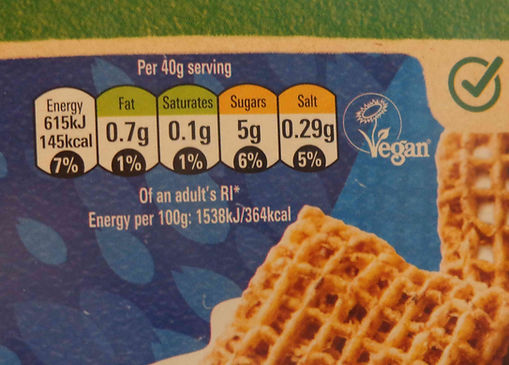 Per 40g serving
Energy
615kJ
145kcal
7%
Fat
0.7g
1%
Saturates
0.1g
1%
Sugars
5g
6%
Salt
0.29g
5%
Vegan
Of an adult's RI*
Energy per 100g: 1538kJ/364kcal